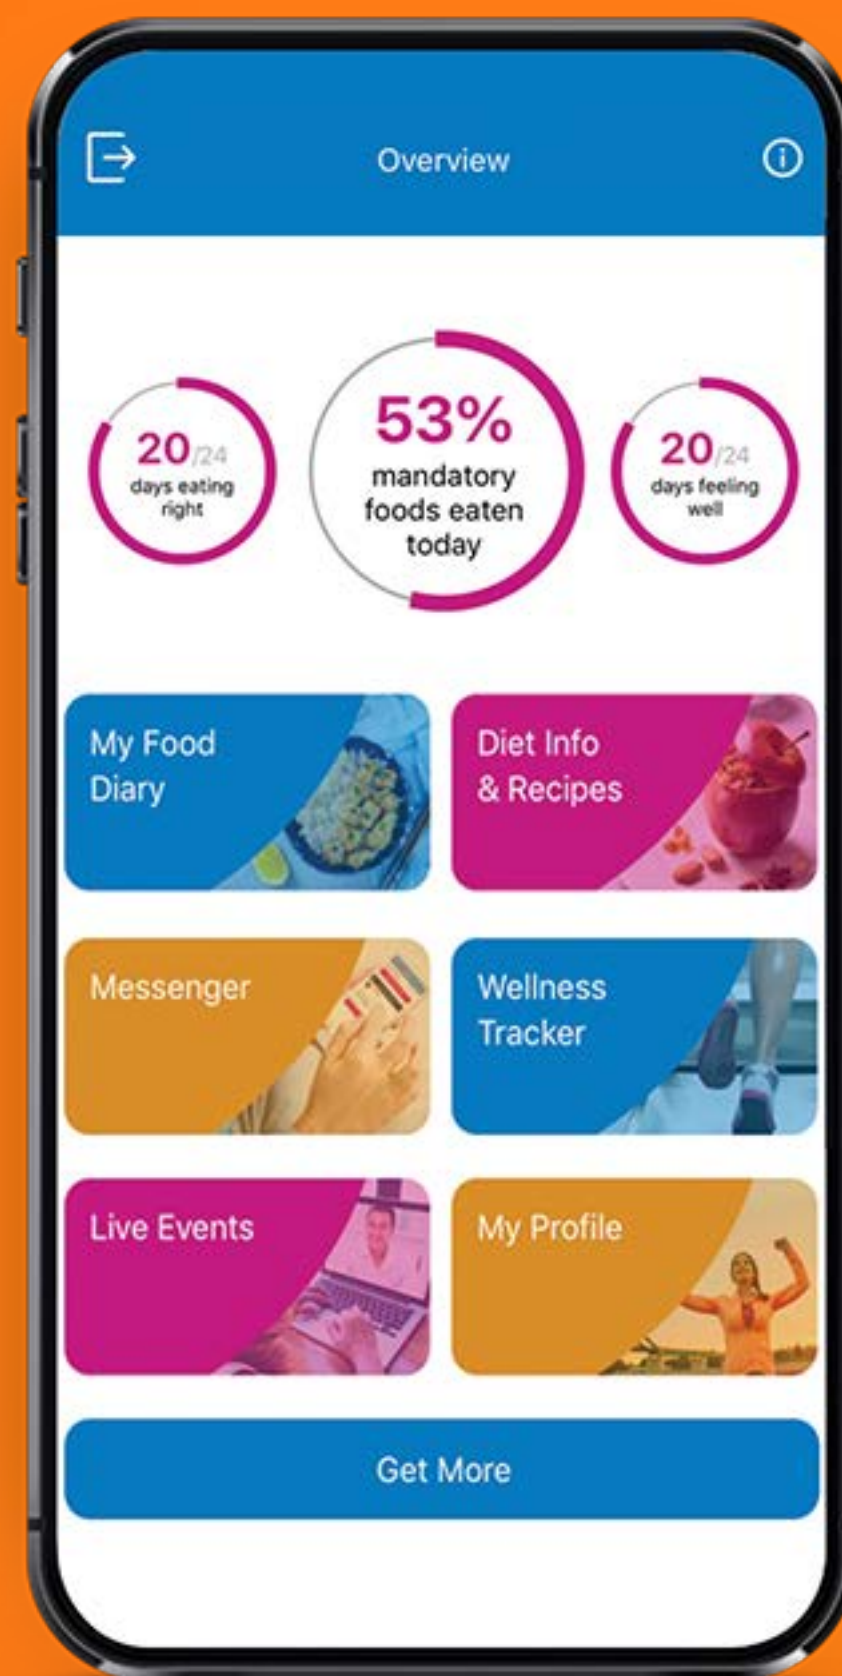 Overview
20/24
days eating
right
53%
mandatory
foods eaten
today
20/24
days feeling
well
My Food
Diary
Diet Info
& Recipes
Messenger
Wellness
Tracker
Live Events
My Profile
Get More